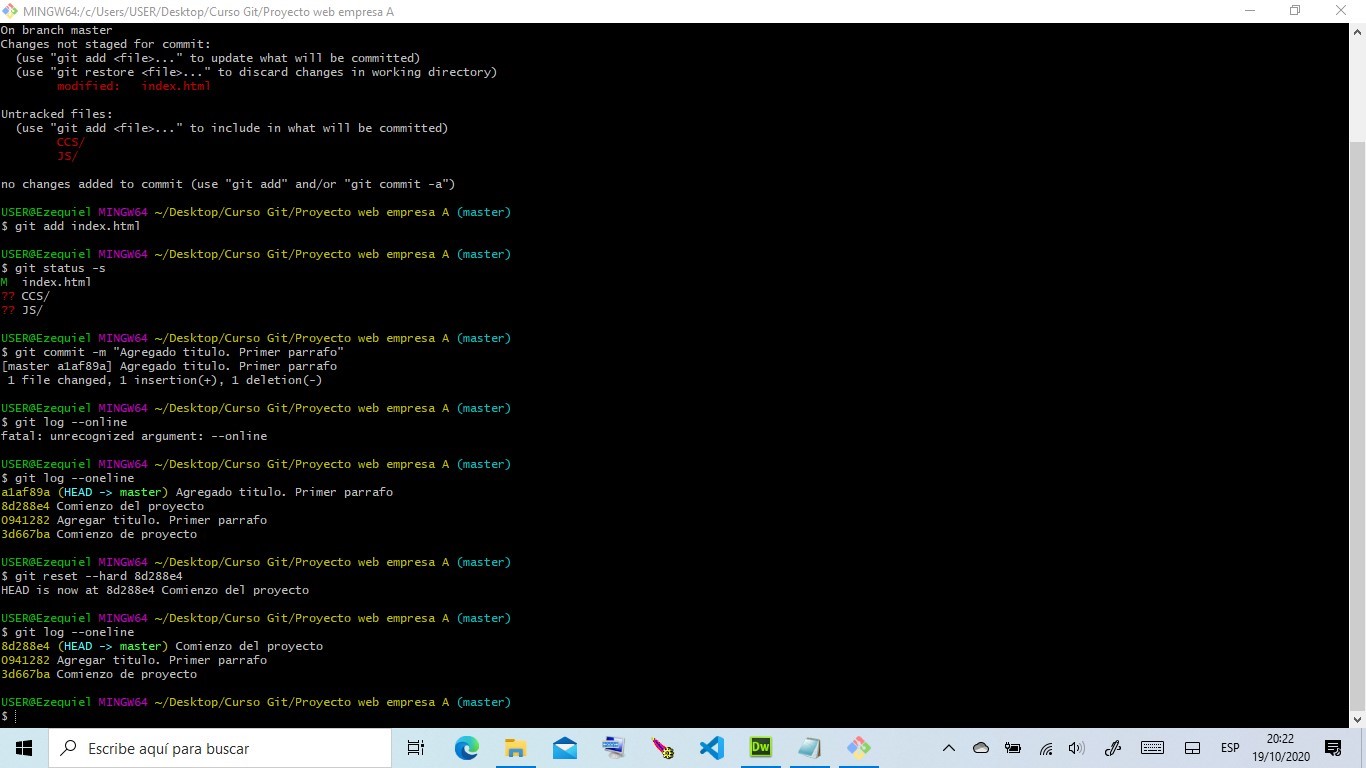 MINGW64:/c/Users/USER/Desktop/Curso Git/Proyecto web empresa A
On branch master
Changes not staged for commit:
  (use "git add <file>..." to update what will be committed)
  (use "git restore <file>..." to discard changes in working directory)
        modified:   index.html

Untracked files:
  (use "git add <file>..." to include in what will be committed)
        CCS/
        JS/

no changes added to commit (use "git add" and/or "git commit -a")

USER@Ezequiel MINGW64 ~/Desktop/Curso Git/Proyecto web empresa A (master)
$ git add index.html

USER@Ezequiel MINGW64 ~/Desktop/Curso Git/Proyecto web empresa A (master)
$ git status -s
M  index.html
?? CCS/
?? JS/

USER@Ezequiel MINGW64 ~/Desktop/Curso Git/Proyecto web empresa A (master)
$ git commit -m "Agregado titulo. Primer parrafo"
[master a1af89a] Agregado titulo. Primer parrafo
 1 file changed, 1 insertion(+), 1 deletion(-)

USER@Ezequiel MINGW64 ~/Desktop/Curso Git/Proyecto web empresa A (master)
$ git log --online
fatal: unrecognized argument: --online

USER@Ezequiel MINGW64 ~/Desktop/Curso Git/Proyecto web empresa A (master)
$ git log --oneline
a1af89a (HEAD -> master) Agregado titulo. Primer parrafo
8d288e4 Comienzo del proyecto
0941282 Agregar titulo. Primer parrafo
3d667ba Comienzo de proyecto

USER@Ezequiel MINGW64 ~/Desktop/Curso Git/Proyecto web empresa A (master)
$ git reset --hard 8d288e4
HEAD is now at 8d288e4 Comienzo del proyecto

USER@Ezequiel MINGW64 ~/Desktop/Curso Git/Proyecto web empresa A (master)
$ git log --oneline
8d288e4 (HEAD -> master) Comienzo del proyecto
0941282 Agregar titulo. Primer parrafo
3d667ba Comienzo de proyecto

USER@Ezequiel MINGW64 ~/Desktop/Curso Git/Proyecto web empresa A (master)
$
Escribe aquí para buscar
Dw
ESP
20:22
19/10/2020